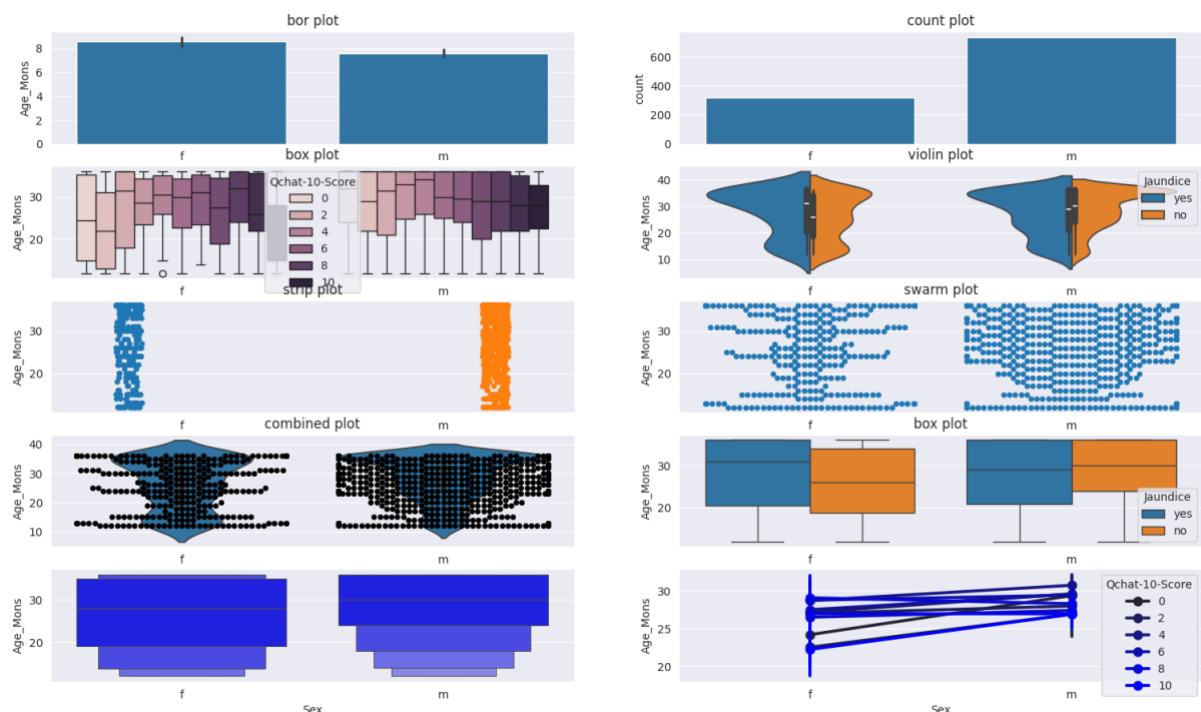 bor plot
Age_Mons
8
6
4
2
0
f
m
count plot
count
600
400
200
0
f
m
box plot
Age_Mons
30
20
Qchat-10-Score
0
2
4
6
8
10
f
m
violin plot
Age_Mons
40
30
20
10
Jaundice
yes
no
f
m
strip plot
Age_Mons
30
20
f
m
swarm plot
Age_Mons
30
20
f
m
combined plot
Age_Mons
40
30
20
10
f
m
box plot
Age_Mons
30
20
Jaundice
yes
no
f
m
Age_Mons
30
20
f
m
Sex
Age_Mons
30
25
20
Qchat-10-Score
0
2
4
6
8
10
f
m
Sex